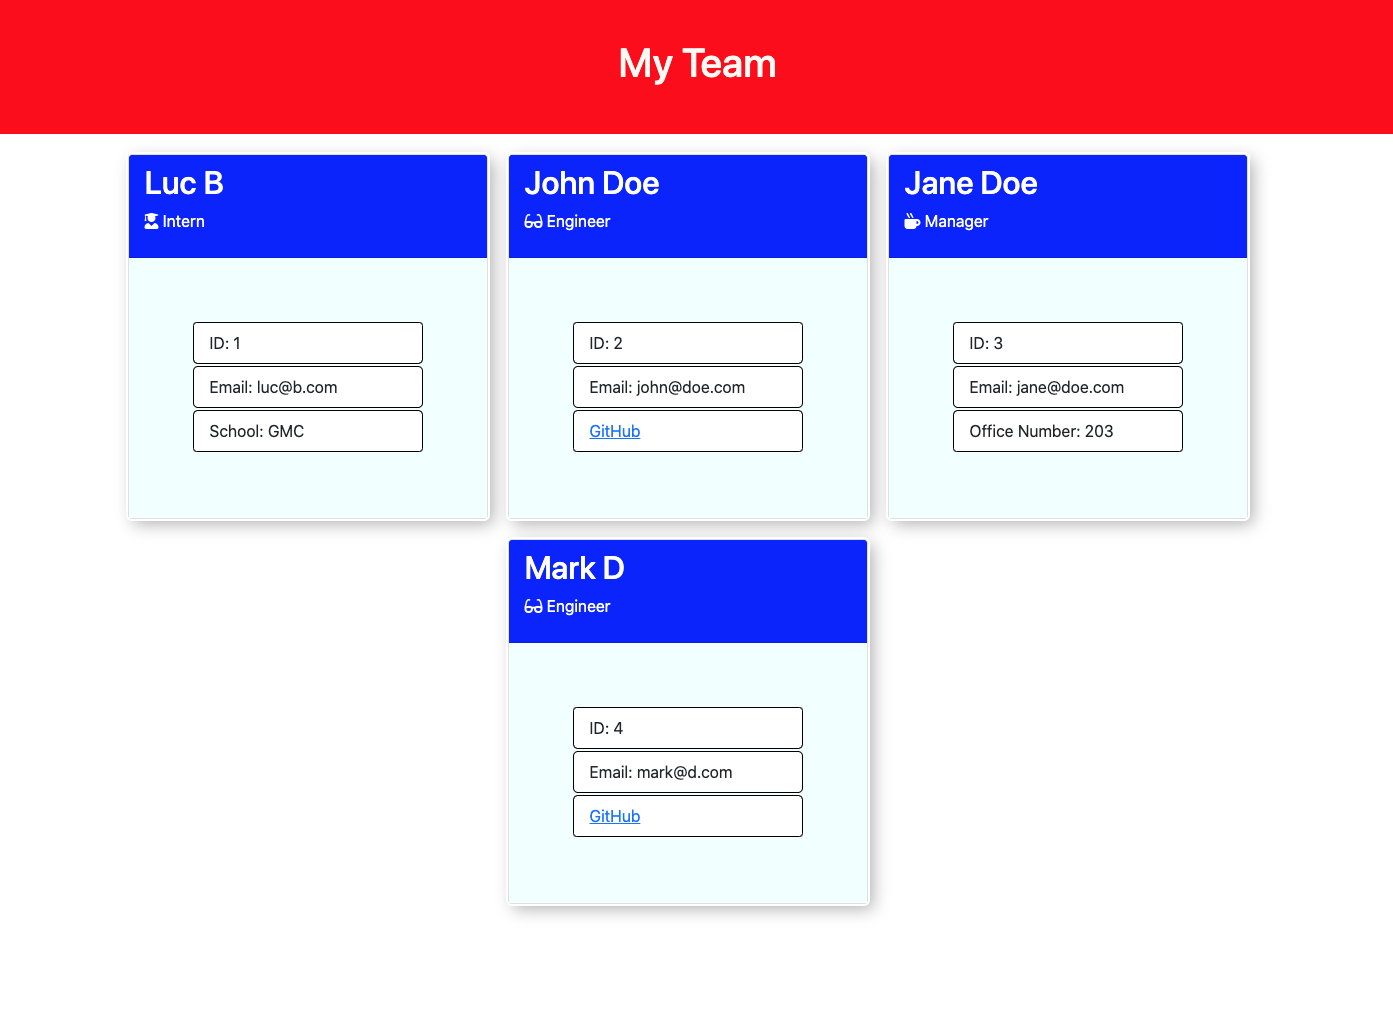 My Team
Luc B
Intern
ID: 1
Email: luc@b.com
School: GMC
John Doe
Engineer
ID: 2
Email: john@doe.com
GitHub
Jane Doe
Manager
ID: 3
Email: jane@doe.com
Office Number: 203
Mark D
Engineer
ID: 4
Email: mark@d.com
GitHub